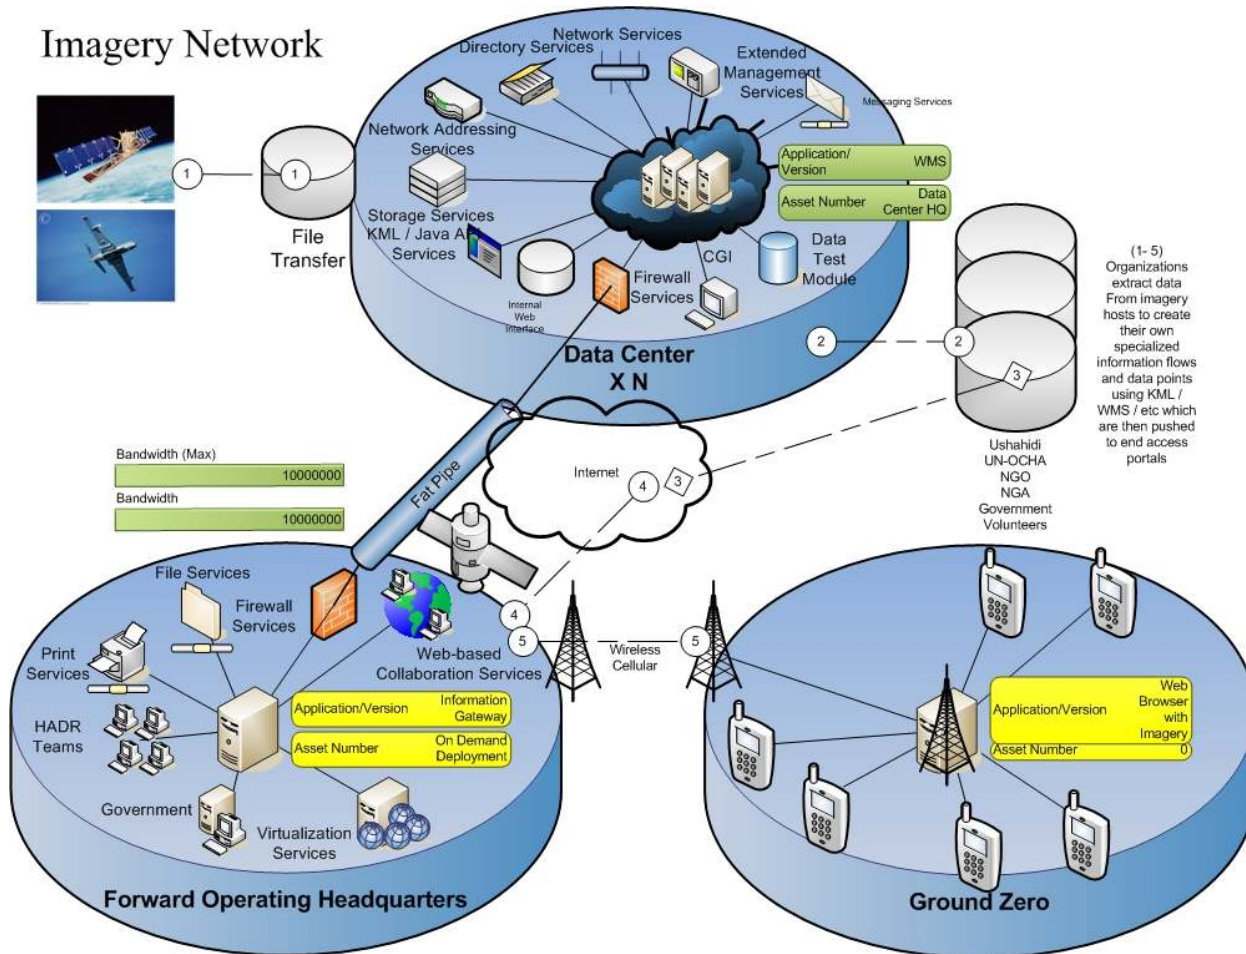 Imagery Network
Network Services
Directory Services
Extended
Management
Services
Messaging Services
Network Addressing
Services
Storage Services
KML / Java API
Services
Application/
Version
WMS
Asset Number
Data
Center HQ
1
1
File
Transfer
©
Internal
Web
Interface
Firewall
Services
CGI
Data
Test
Module
Data Center
X N
2
2
3
(1- 5)
Organizations
extract data
From imagery
hosts to create
their own
specialized
information flows
and data points
using KML /
WMS / etc which
are then pushed
to end access
portals
Ushahidi
UN-OCHA
NGO
NGA
Government
Volunteers
Bandwidth (Max)
10000000
Bandwidth
10000000
Fat Pipe
Internet
4
3
4
5
Wireless
Cellular
5
File Services
Firewall
Services
Print
Services
Web-based
Collaboration Services
HADR
Teams
Application/Version
Information
Gateway
Asset Number
On Demand
Deployment
Government
Virtualization
Services
Forward Operating Headquarters
Application/Version
Web
Browser
with
Imagery
Asset Number
0
Ground Zero